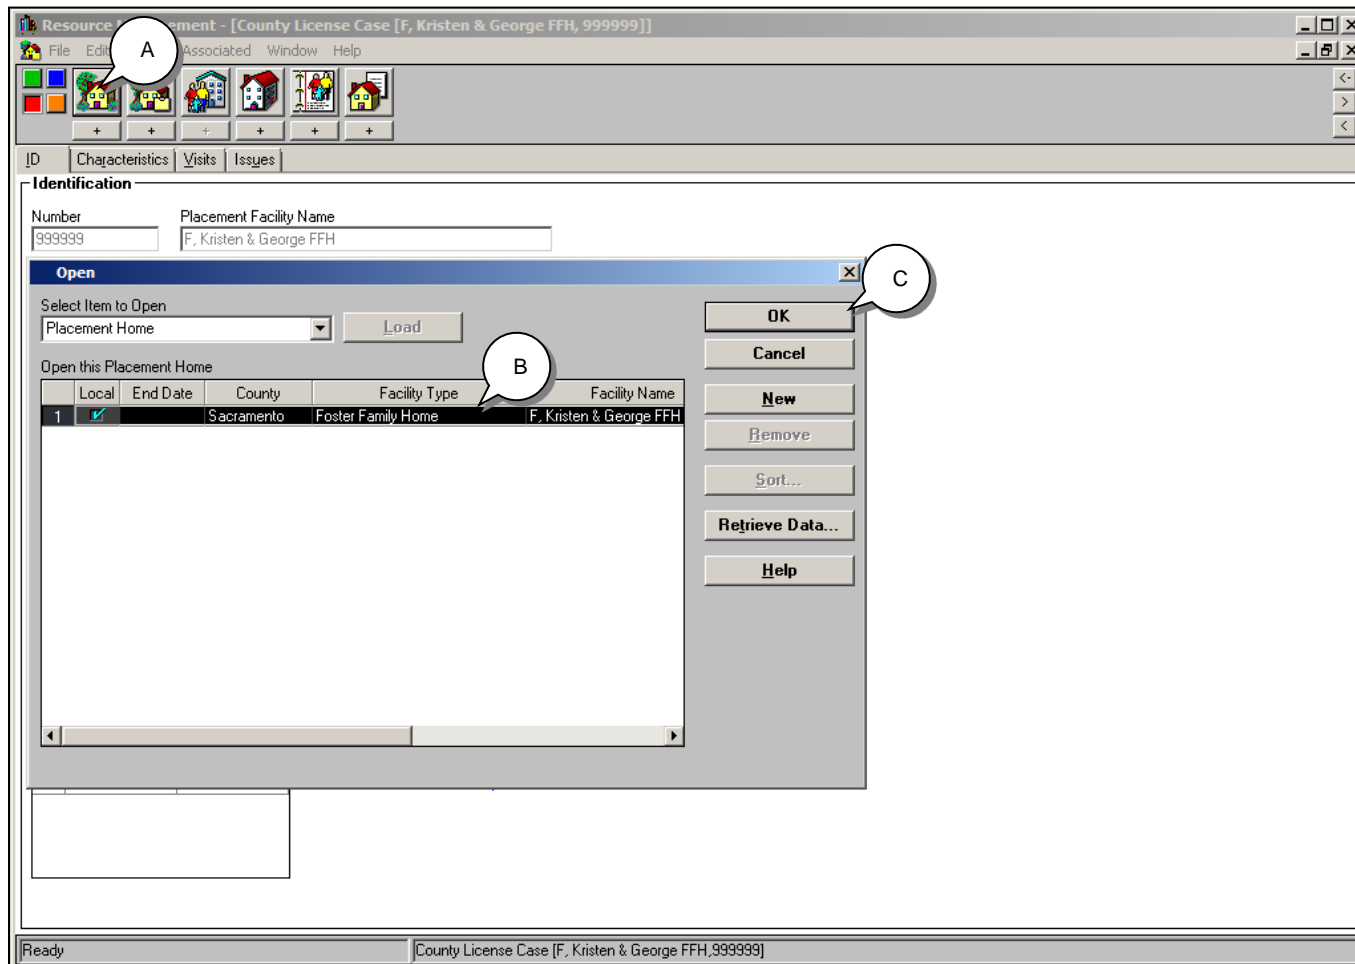 Resource M ement - [County License Case [F, Kristen & George FFH, 999999]]
File Edit Associated Window Help
A
+ + + + + +
ID Characteristics Visits Issues
Identification
Number Placement Facility Name
999999 F, Kristen & George FFH
Open
C
Select Item to Open
Placement Home Load OK
Cancel
Open this Placement Home
B
Local End Date County Facility Type Facility Name
New
1 Sacramento Foster Family Home F, Kristen & George FFH
Remove
Sort...
Retrieve Data...
Help
Ready County License Case [F, Kristen & George FFH,999999]